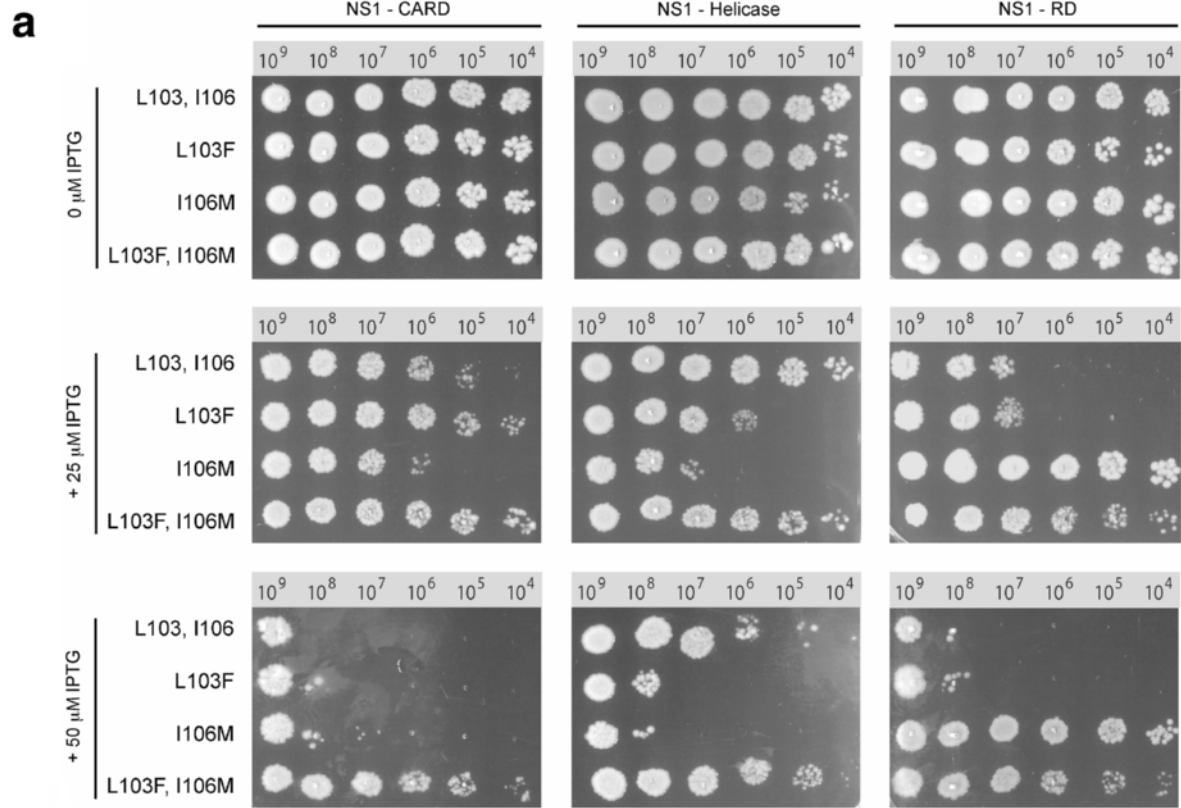 a
NS1 - CARD NS1 - Helicase NS1 - RD
10⁹ 10⁸ 10⁷ 10⁶ 10⁵ 10⁴ 10⁹ 10⁸ 10⁷ 10⁶ 10⁵ 10⁴ 10⁹ 10⁸ 10⁷ 10⁶ 10⁵ 10⁴
0 μM IPTG
L103, I106
L103F
I106M
L103F, I106M
10⁹ 10⁸ 10⁷ 10⁶ 10⁵ 10⁴ 10⁹ 10⁸ 10⁷ 10⁶ 10⁵ 10⁴ 10⁹ 10⁸ 10⁷ 10⁶ 10⁵ 10⁴
+ 25 μM IPTG
L103, I106
L103F
I106M
L103F, I106M
10⁹ 10⁸ 10⁷ 10⁶ 10⁵ 10⁴ 10⁹ 10⁸ 10⁷ 10⁶ 10⁵ 10⁴ 10⁹ 10⁸ 10⁷ 10⁶ 10⁵ 10⁴
+ 50 μM IPTG
L103, I106
L103F
I106M
L103F, I106M